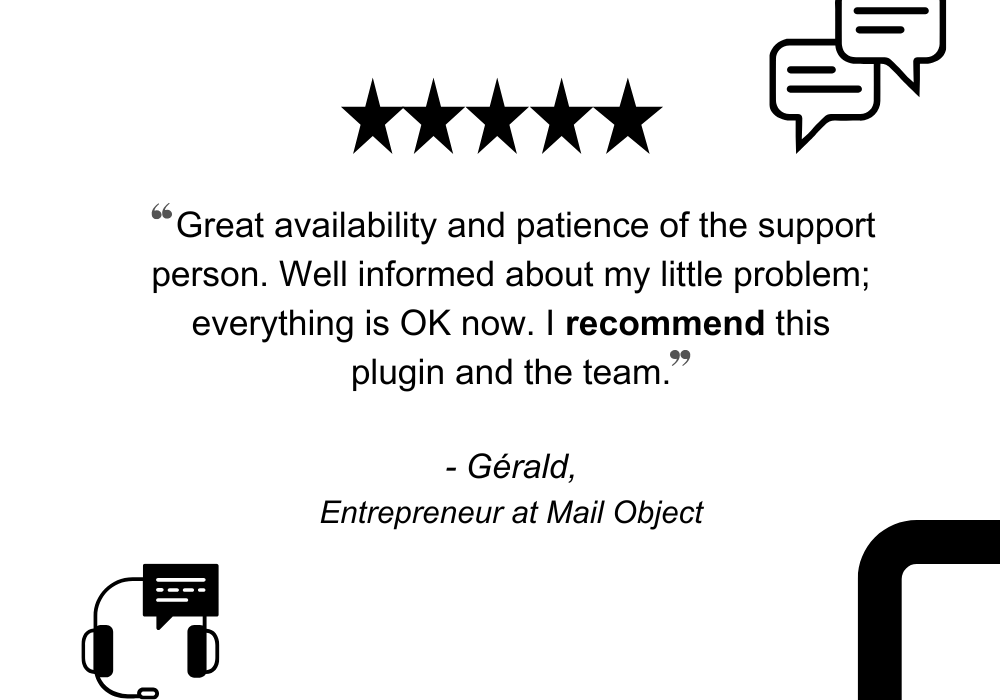 “Great availability and patience of the support
person. Well informed about my little problem;
everything is OK now. I recommend this
plugin and the team.”
- Gérald,
Entrepreneur at Mail Object